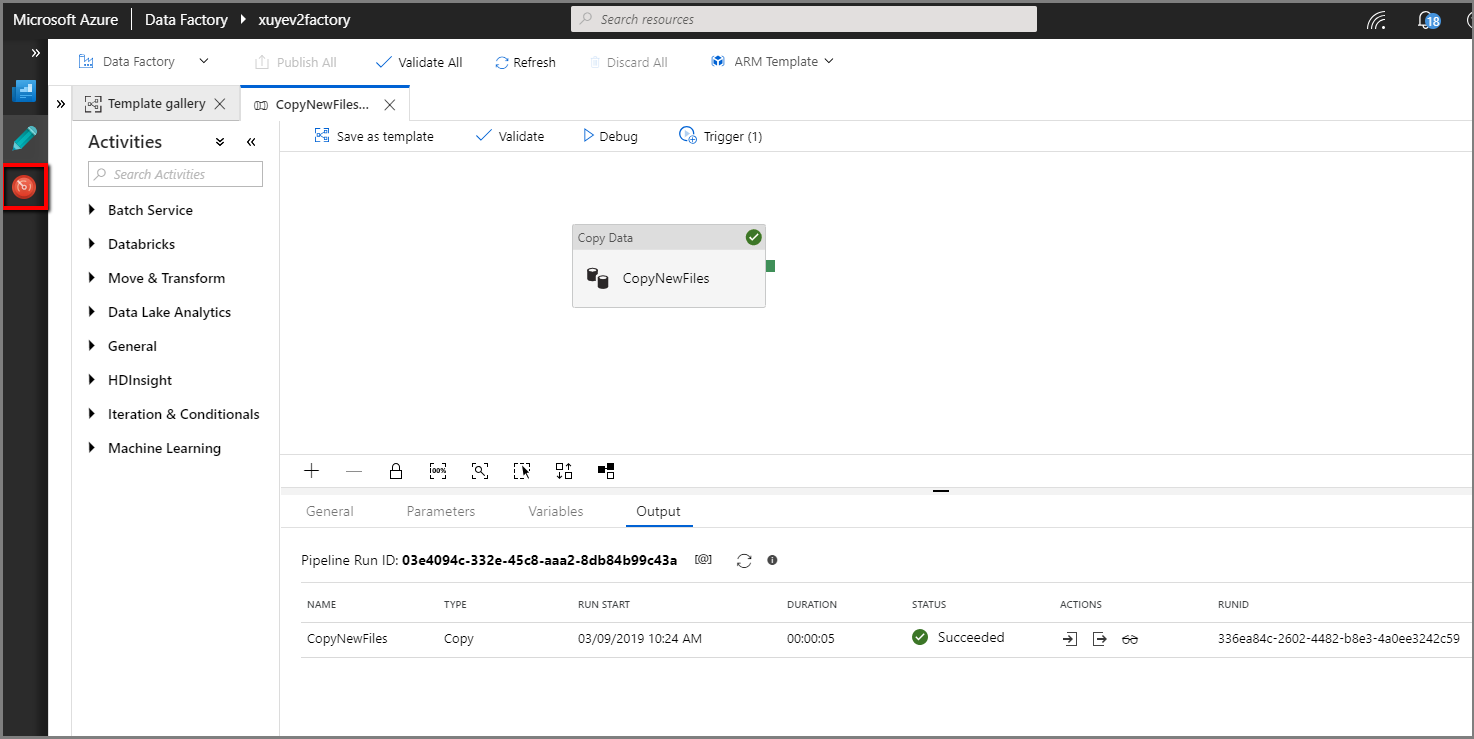 Microsoft Azure Data Factory xuyev2factory Search resources 18
» Data Factory Publish All Validate All Refresh Discard All ARM Template
» Template gallery CopyNewFiles...
Activities
Search Activities
Batch Service
Databricks
Move & Transform
Data Lake Analytics
General
HDInsight
Iteration & Conditionals
Machine Learning
Save as template Validate Debug Trigger (1)
Copy Data
CopyNewFiles
100%
General Parameters Variables Output
Pipeline Run ID: 03e4094c-332e-45c8-aaa2-8db84b99c43a [@]
NAME TYPE RUN START DURATION STATUS ACTIONS RUNID
CopyNewFiles Copy 03/09/2019 10:24 AM 00:00:05 Succeeded 336ea84c-2602-4482-b8e3-4a0ee3242c59